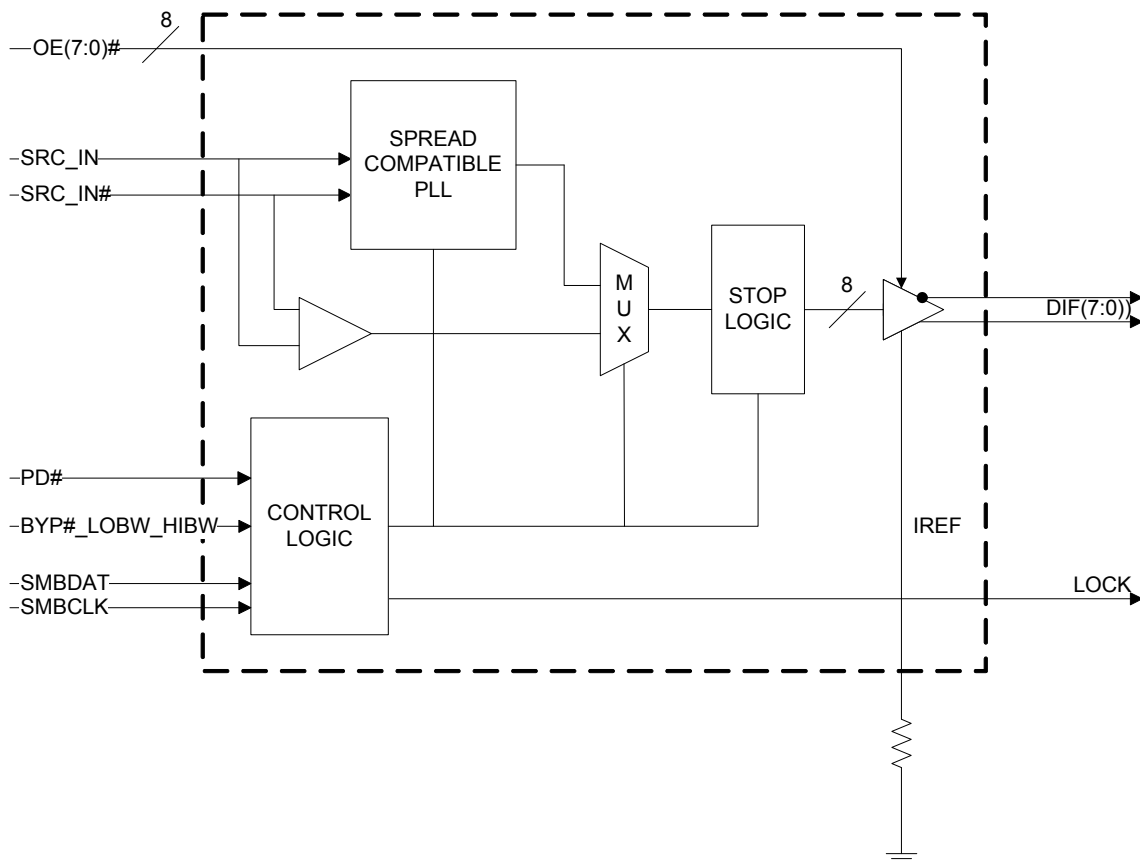 8
OE(7:0)#
SPREAD
COMPATIBLE
PLL
SRC_IN
SRC_IN#
M
U
X
STOP
LOGIC
8
DIF(7:0))
PD#
BYP#_LOBW_HIBW
CONTROL
LOGIC
IREF
SMBDAT
SMBCLK
LOCK